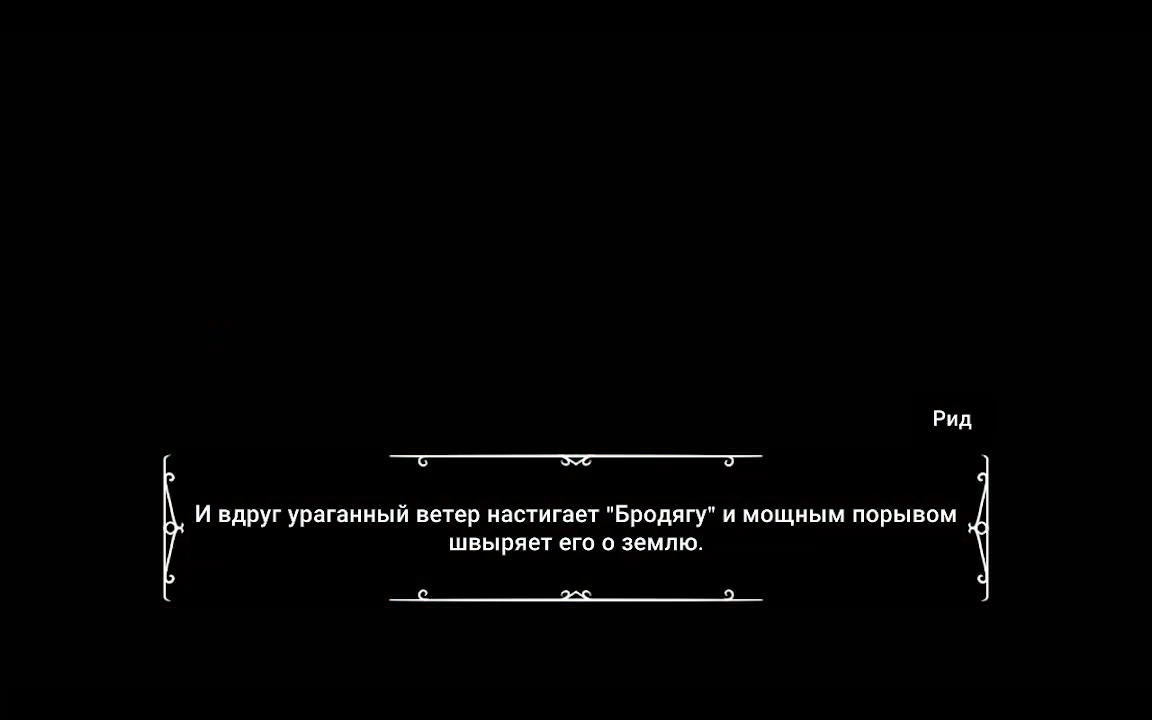 Рид
И вдруг ураганный ветер настигает "Бродягу" и мощным порывом
швыряет его о землю.